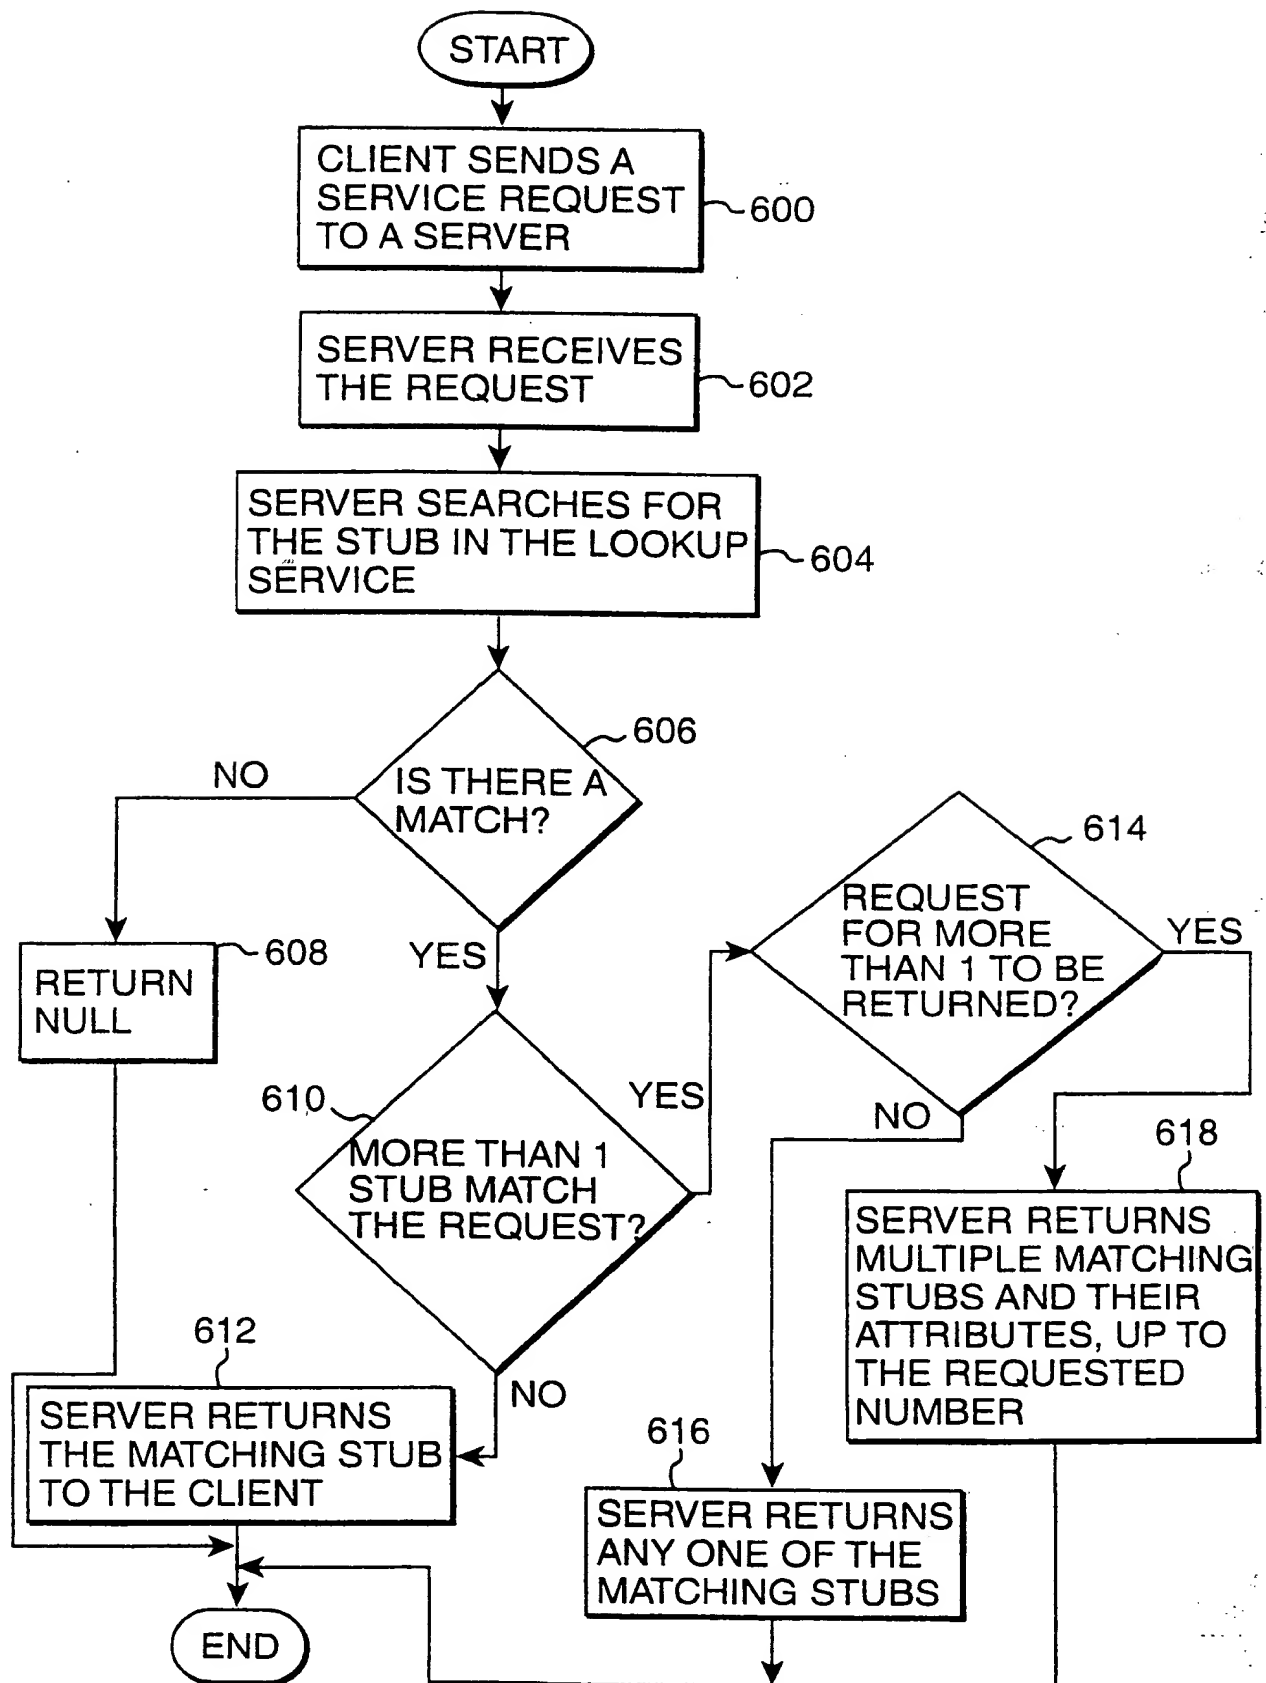 START
CLIENT SENDS A
SERVICE REQUEST
TO A SERVER
600
SERVER RECEIVES
THE REQUEST
602
SERVER SEARCHES FOR
THE STUB IN THE LOOKUP
SERVICE
604
606
IS THERE A
MATCH?
NO
YES
608
RETURN
NULL
610
MORE THAN 1
STUB MATCH
THE REQUEST?
YES
NO
612
SERVER RETURNS
THE MATCHING STUB
TO THE CLIENT
614
REQUEST
FOR MORE
THAN 1 TO BE
RETURNED?
YES
NO
618
SERVER RETURNS
MULTIPLE MATCHING
STUBS AND THEIR
ATTRIBUTES, UP TO
THE REQUESTED
NUMBER
616
SERVER RETURNS
ANY ONE OF THE
MATCHING STUBS
END